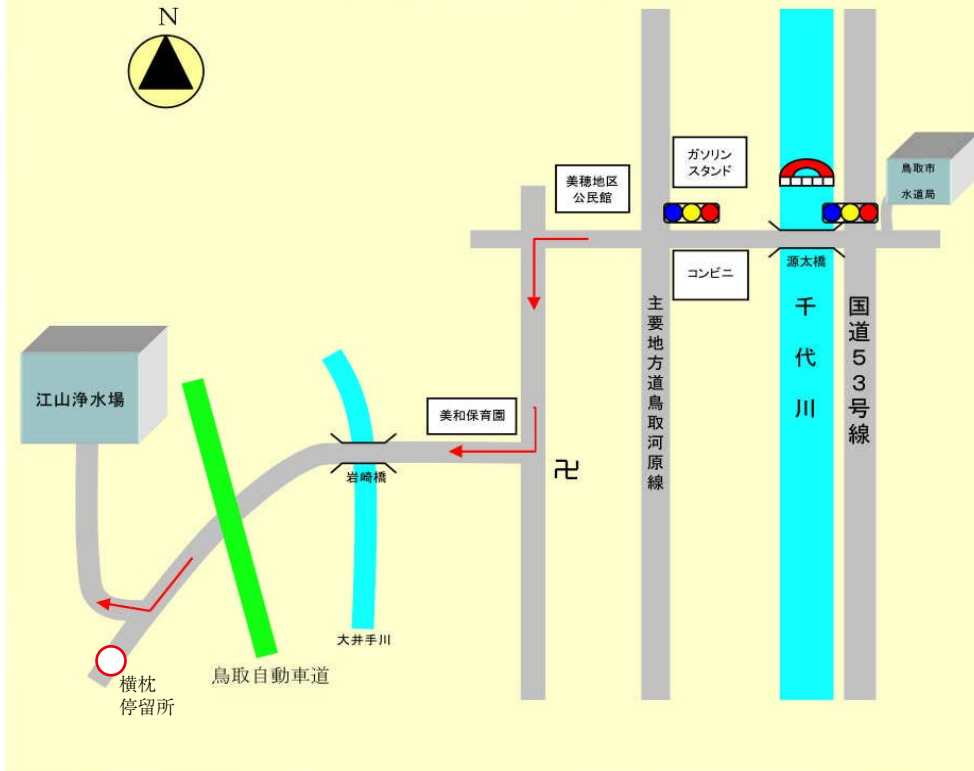 N
ガソリン
スタンド
美穂地区
公民館
鳥取市
水道局
コンビニ
源太橋
主要地方道鳥取河原線
千代川
国道53号線
江山浄水場
美和保育園
岩崎橋
卍
大井手川
鳥取自動車道
横枕
停留所